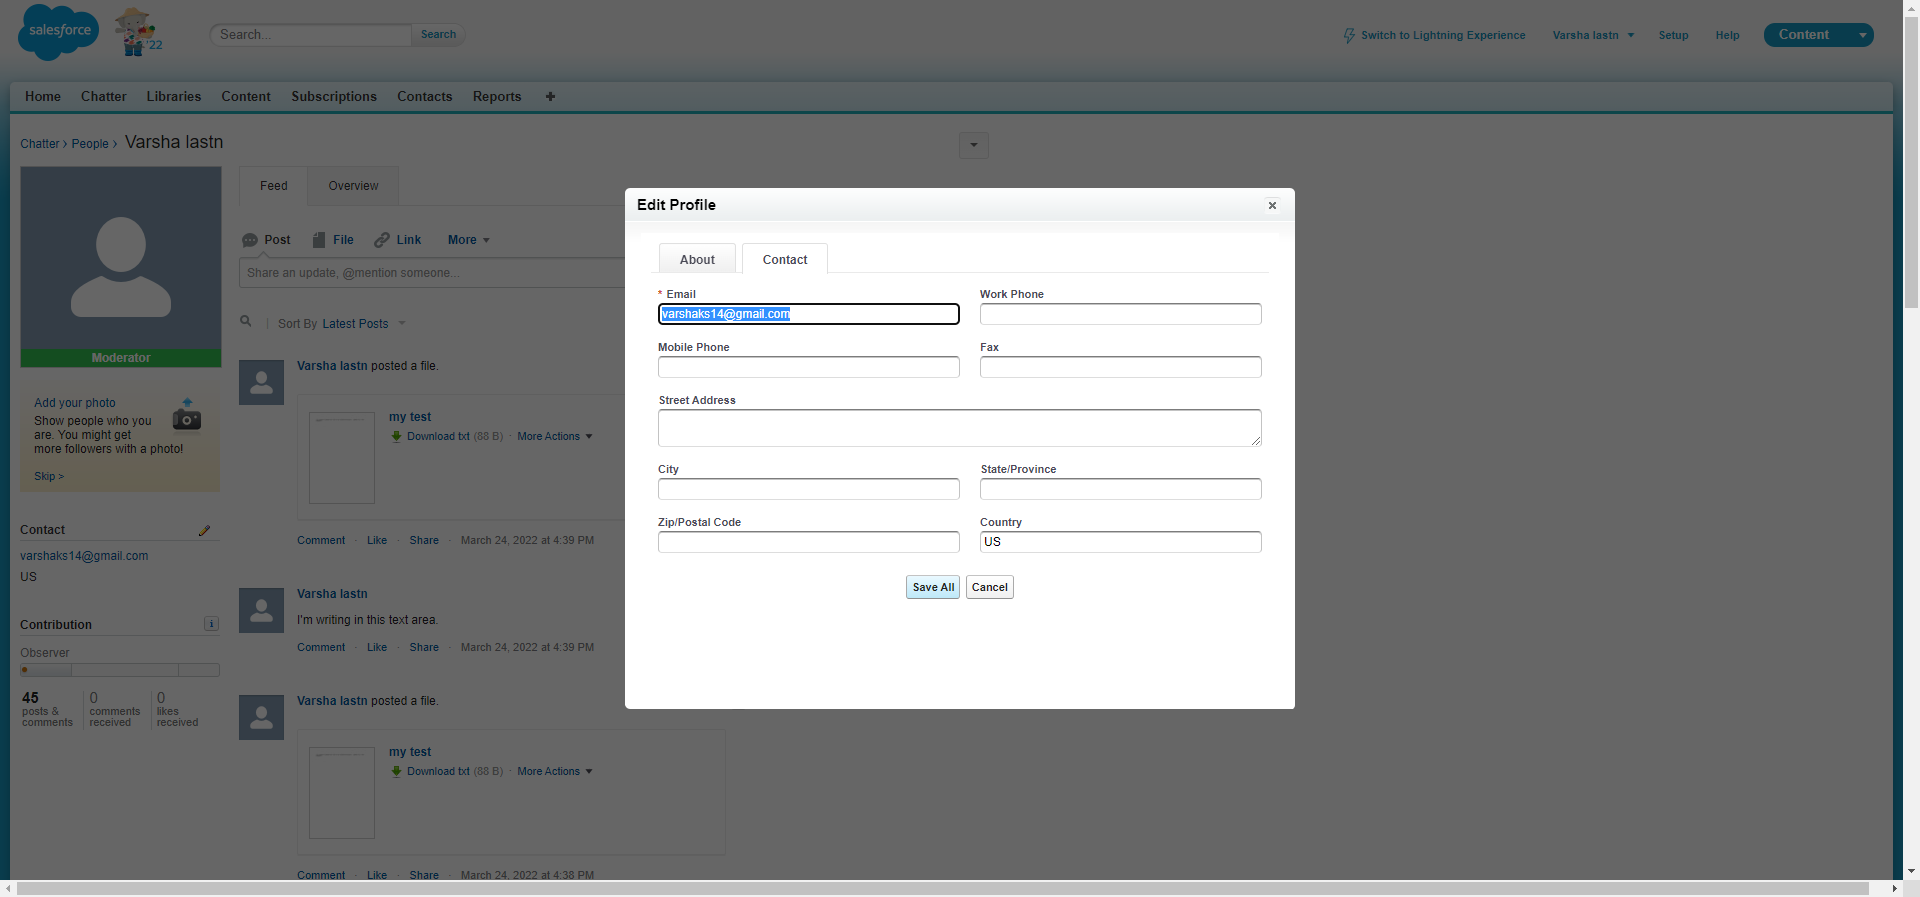 salesforce
'22
Search...
Search
Switch to Lightning Experience
Varsha lastn
Setup
Help
Content
Home
Chatter
Libraries
Content
Subscriptions
Contacts
Reports
Chatter › People › Varsha lastn
Moderator
Add your photo
Show people who you
are. You might get
more followers with a photo!
Skip >
Contact
varshaks14@gmail.com
US
Contribution
i
Observer
45
posts &
comments
0
comments
received
0
likes
received
Feed
Overview
Post
File
Link
More
Share an update, @mention someone...
Sort By Latest Posts
Varsha lastn posted a file.
my test
Download txt (88 B) · More Actions
Comment · Like · Share · March 24, 2022 at 4:39 PM
Varsha lastn
I'm writing in this text area.
Comment · Like · Share · March 24, 2022 at 4:39 PM
Varsha lastn posted a file.
my test
Download txt (88 B) · More Actions
Comment · Like · Share · March 24, 2022 at 4:38 PM
Edit Profile
About
Contact
* Email
varshaks14@gmail.com
Work Phone
Mobile Phone
Fax
Street Address
City
State/Province
Zip/Postal Code
Country
US
Save All
Cancel